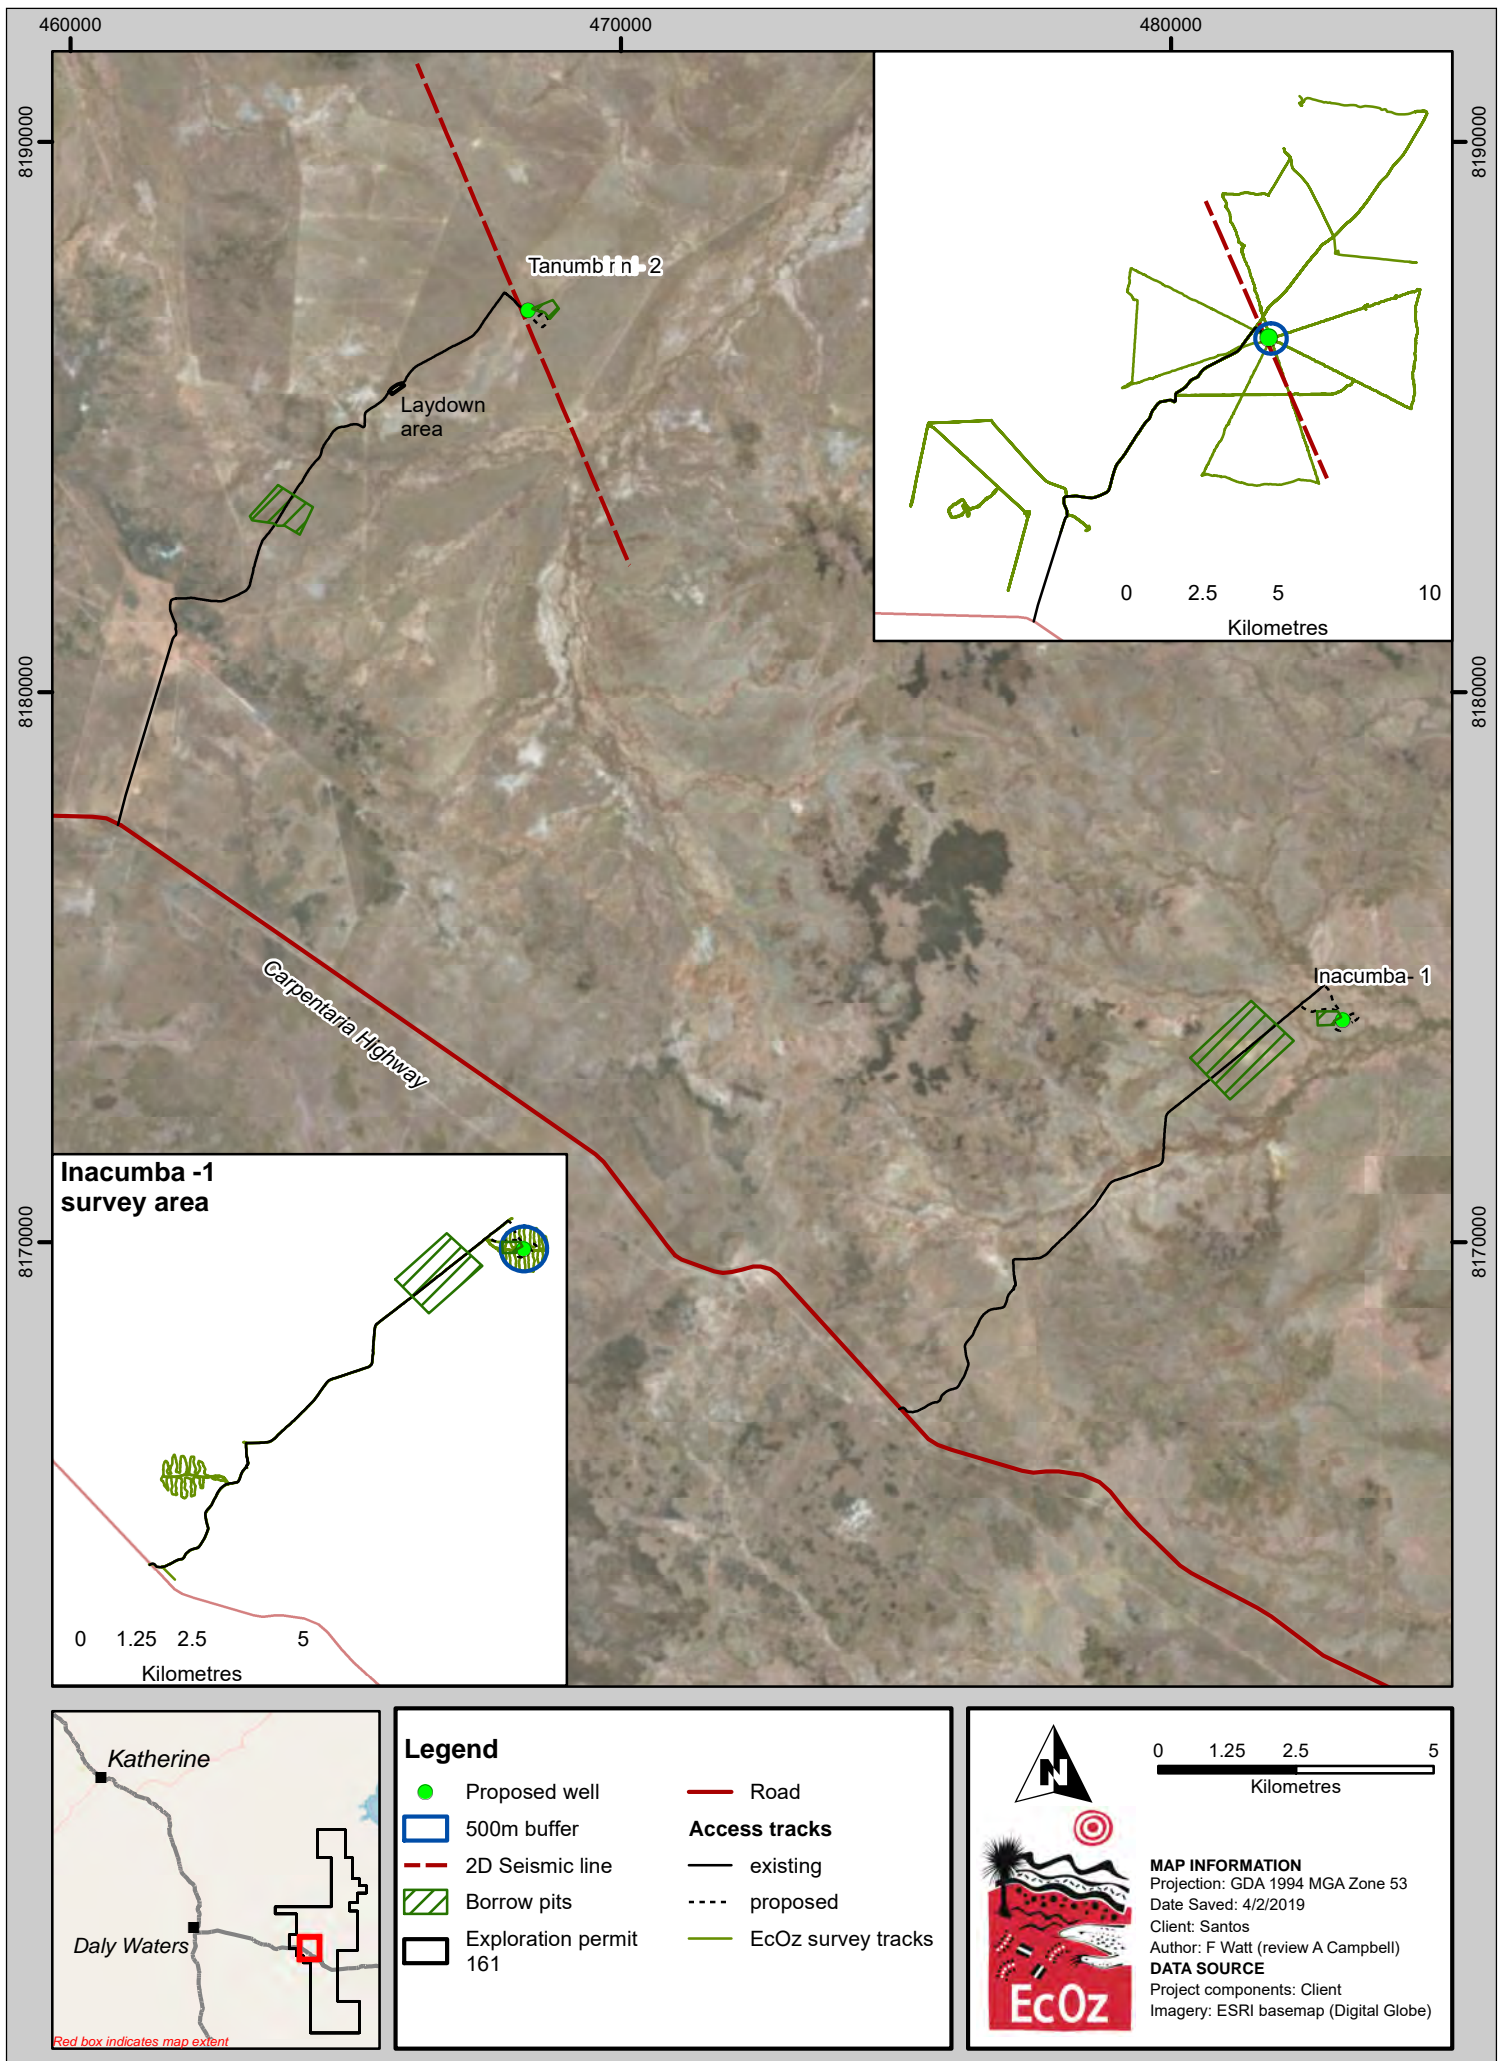 460000
470000
480000
8190000
8190000
Tanumbirini- 2
Laydown
area
0 2.5 5 10
Kilometres
8180000
8180000
Carpentaria Highway
Inacumba- 1
Inacumba -1
survey area
8170000
8170000
0 1.25 2.5 5
Kilometres
Katherine
Daly Waters
Red box indicates map extent
Legend
Proposed well
500m buffer
2D Seismic line
Borrow pits
Exploration permit
161
Road
Access tracks
existing
proposed
EcOz survey tracks
N
0 1.25 2.5 5
Kilometres
EcOz
MAP INFORMATION
Projection: GDA 1994 MGA Zone 53
Date Saved: 4/2/2019
Client: Santos
Author: F Watt (review A Campbell)
DATA SOURCE
Project components: Client
Imagery: ESRI basemap (Digital Globe)